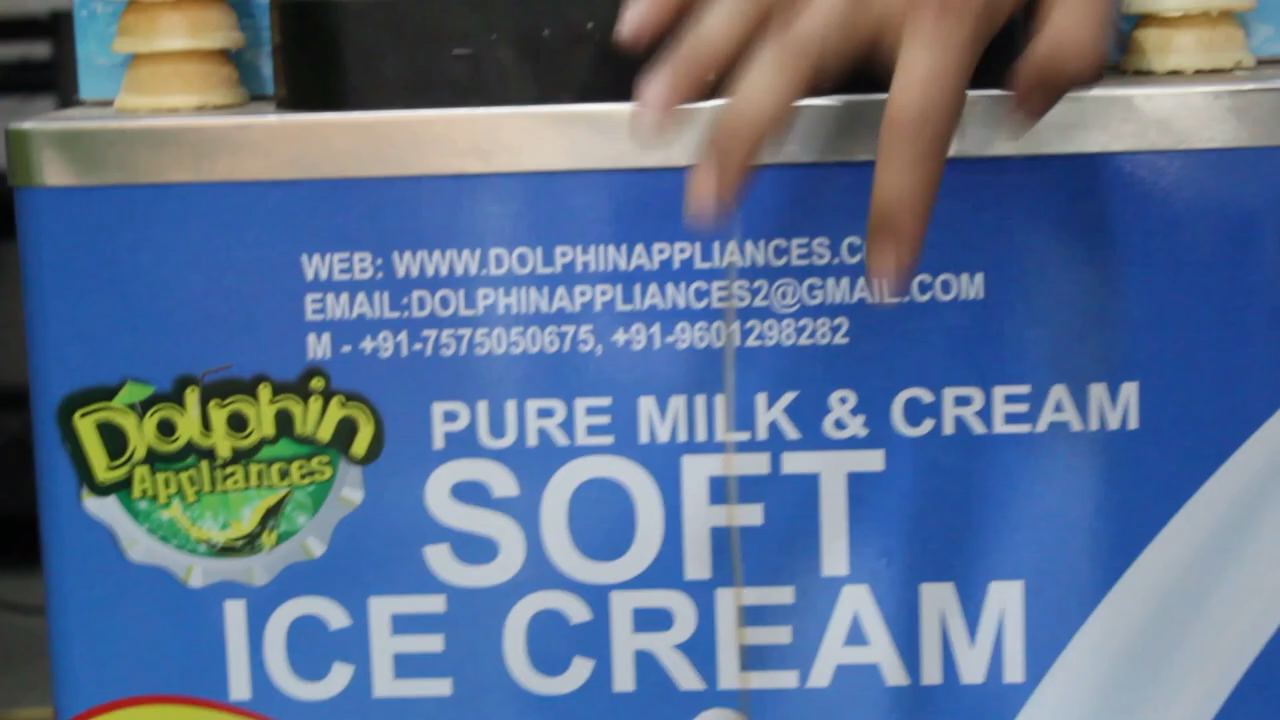 WEB: WWW.DOLPHINAPPLIANCES.C
EMAIL:DOLPHINAPPLIANCES2@GMAIL.COM
M - +91-7575050675, +91-9601298282
Dolphin
Appliances
PURE MILK & CREAM
SOFT
ICE CREAM